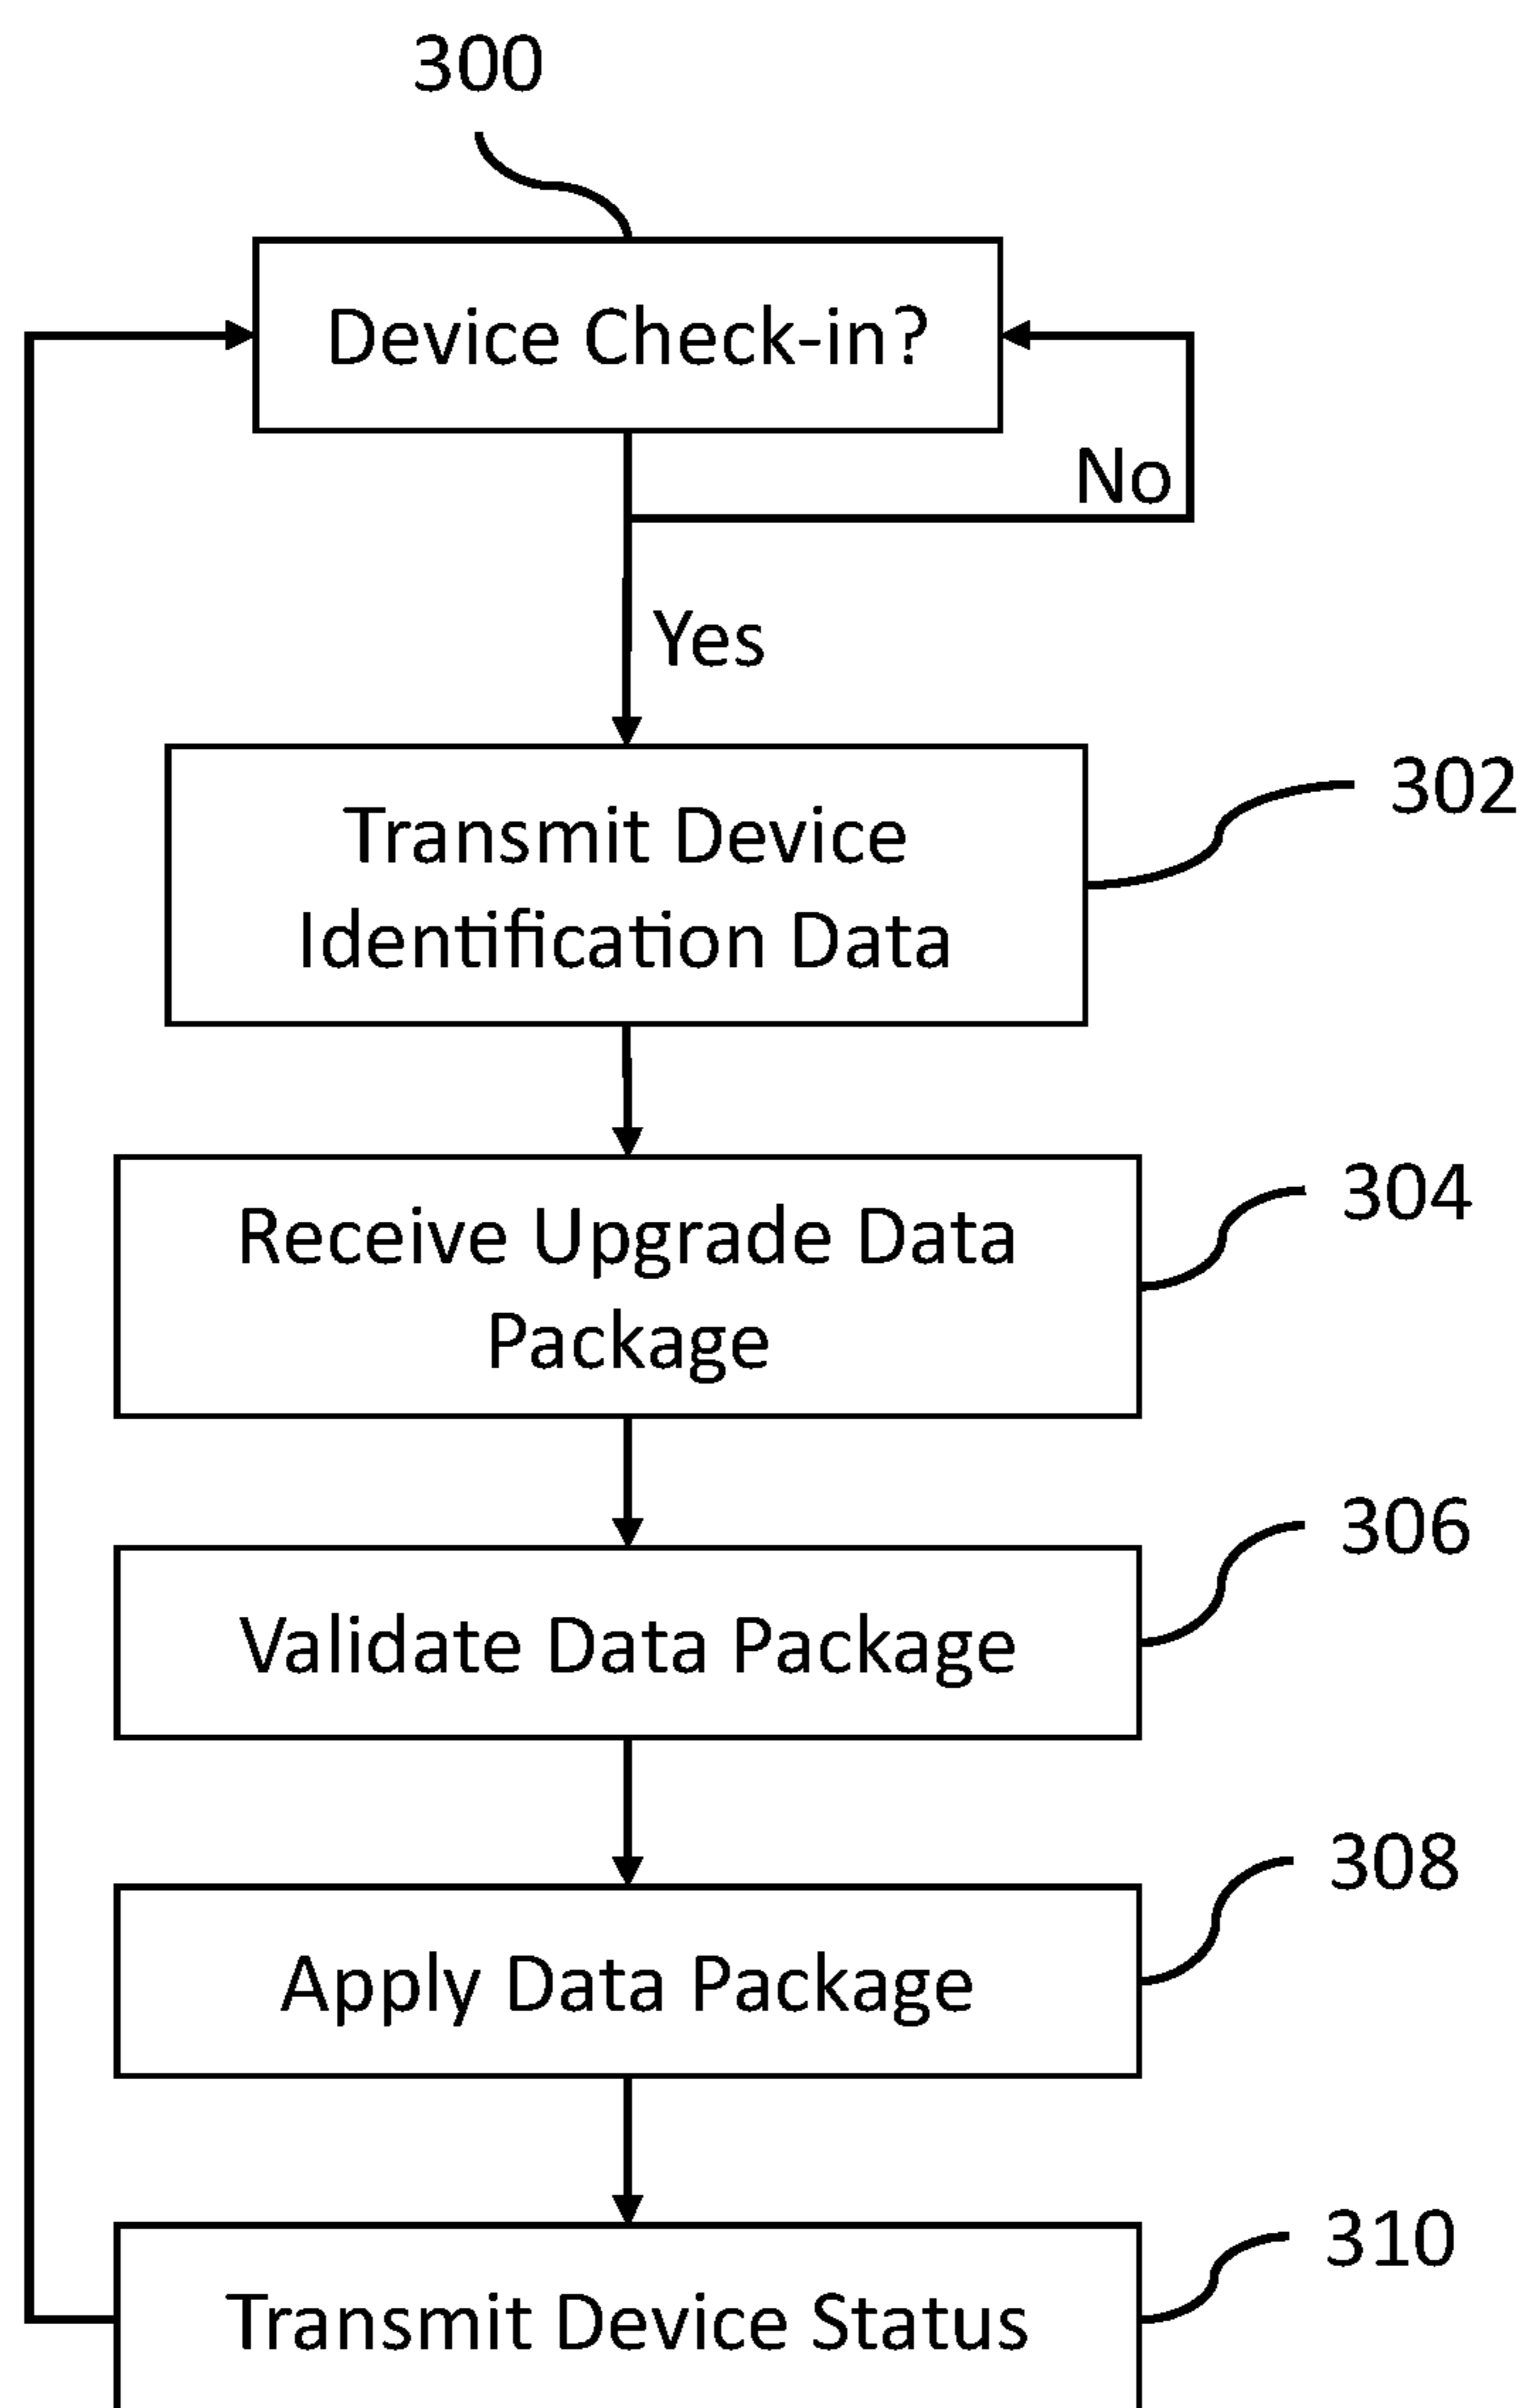 300
Device Check-in?
No
Yes
Transmit Device
Identification Data
302
Receive Upgrade Data
Package
304
Validate Data Package
306
Apply Data Package
308
Transmit Device Status
310